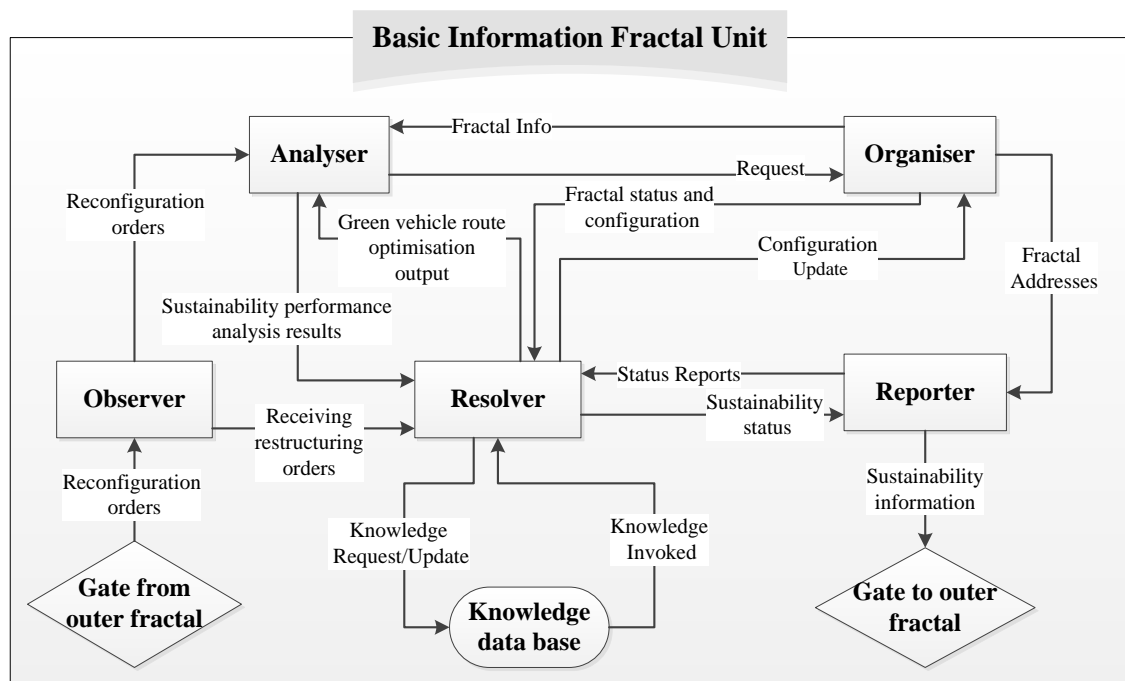 Basic Information Fractal Unit
Fractal Info
Analyser
Organiser
Request
Reconfiguration
orders
Fractal status and
configuration
Green vehicle route
optimisation
output
Configuration
Update
Fractal
Addresses
Sustainability performance
analysis results
Observer
Resolver
Status Reports
Reporter
Receiving
restructuring
orders
Sustainability
status
Reconfiguration
orders
Sustainability
information
Knowledge
Request/Update
Knowledge
Invoked
Gate from
outer fractal
Knowledge
data base
Gate to outer
fractal